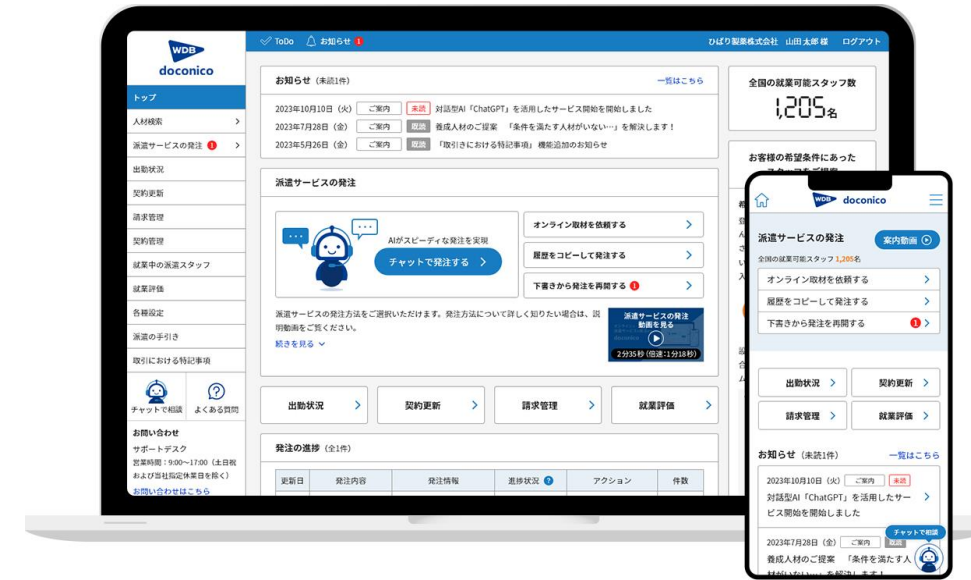 WDB
doconico
トップ
人材検索
派遣サービスの発注 1
出勤状況
契約更新
請求管理
契約管理
就業中の派遣スタッフ
就業評価
各種設定
派遣の手引き
取引における特記事項
チャットで相談 よくある質問
お問い合わせ
サポートデスク
営業時間：9:00～17:00（土日祝
および当社指定休業日を除く）
お問い合わせはこちら
ToDo お知らせ 1 ひばり製薬株式会社 山田太郎様 ログアウト
お知らせ（未読1件） 一覧はこちら
2023年10月10日（火） ご案内 未読 対話型AI「ChatGPT」を活用したサービス開始を開始しました
2023年7月28日（金） ご案内 既読 養成人材のご提案 「条件を満たす人材がいない…」を解決します！
2023年5月26日（金） ご案内 既読 「取引きにおける特記事項」機能追加のお知らせ
派遣サービスの発注
AIがスピーディな発注を実現
チャットで発注する
オンライン取材を依頼する
履歴をコピーして発注する
下書きから発注を再開する 1
派遣サービスの発注方法をご選択いただけます。発注方法について詳しく知りたい場合は、説
明動画をご覧ください。
続きを見る
派遣サービスの発注
動画を見る
2分35秒（倍速：1分18秒）
出勤状況
契約更新
請求管理
就業評価
発注の進捗（全1件）
更新日 発注内容 発注情報 進捗状況 ? アクション 件数
全国の就業可能スタッフ数
1,205名
お客様の希望条件にあった
WDB doconico
派遣サービスの発注
案内動画
全国の就業可能スタッフ 1,205名
オンライン取材を依頼する
履歴をコピーして発注する
下書きから発注を再開する 1
出勤状況 契約更新
請求管理 就業評価
お知らせ（未読1件） 一覧はこちら
2023年10月10日（火） ご案内 未読
対話型AI「ChatGPT」を活用したサー
ビス開始を開始しました
チャットで相談
2023年7月28日（金） ご案内
養成人材のご提案 「条件を満たす人
材がいない…」を解決します！